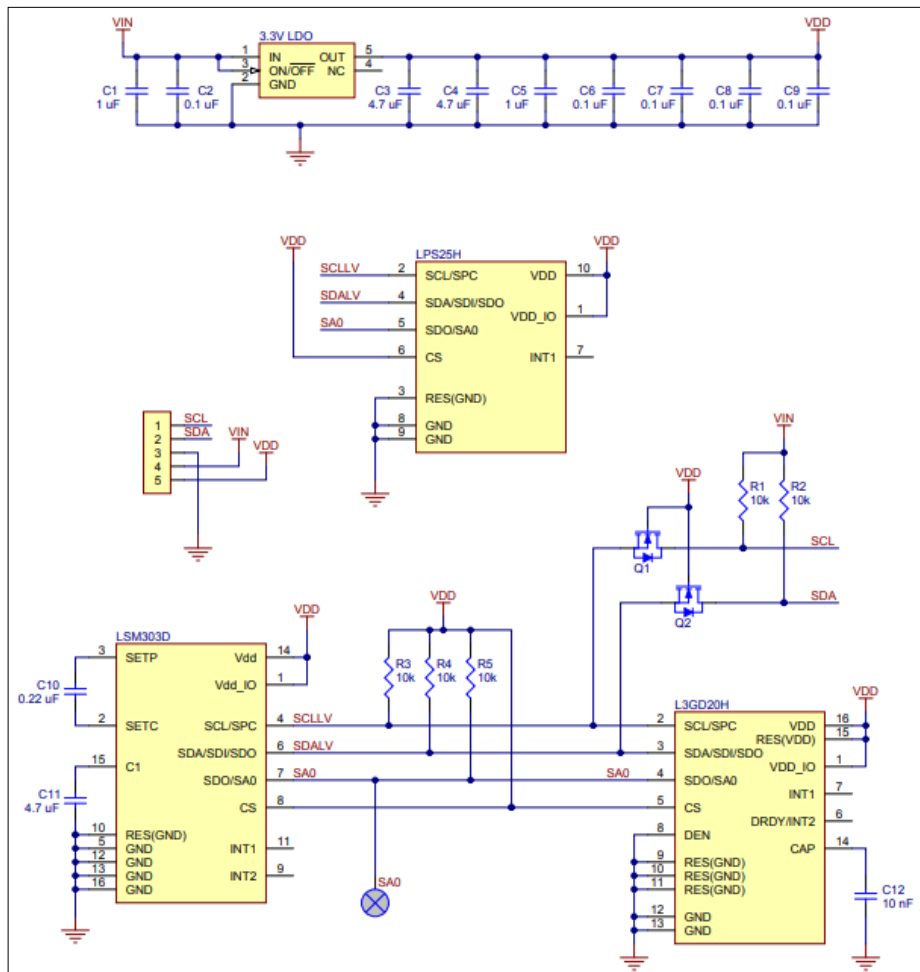 VIN
VDD
3.3V LDO
1 IN OUT 5
3 ON/OFF NC 4
2 GND
C1
1 uF
C2
0.1 uF
C3
4.7 uF
C4
4.7 uF
C5
1 uF
C6
0.1 uF
C7
0.1 uF
C8
0.1 uF
C9
0.1 uF
VDD
LPS25H
VDD
SCLLV 2 SCL/SPC VDD 10
SDALV 4 SDA/SDI/SDO
VDD_IO 1
SA0 5 SDO/SA0
6 CS INT1 7
3 RES(GND)
8 GND
9 GND
1 SCL
2 SDA
3
4 VIN
5 VDD
VIN
VDD
R1
10k
R2
10k
Q1
SCL
Q2
SDA
LSM303D
VDD
VDD
3 SETP Vdd 14
Vdd_IO 1
C10
0.22 uF
2 SETC SCL/SPC 4 SCLLV
SDA/SDI/SDO 6 SDALV
15 C1 SDO/SA0 7 SA0
C11
4.7 uF
CS 8
10 RES(GND)
5 GND INT1 11
12 GND
13 GND INT2 9
16 GND
R3
10k
R4
10k
R5
10k
SA0
SA0
L3GD20H
VDD
2 SCL/SPC VDD 16
RES(VDD) 15
3 SDA/SDI/SDO
VDD_IO 1
4 SDO/SA0
INT1 7
5 CS
DRDY/INT2 6
8 DEN
CAP 14
9 RES(GND)
10 RES(GND)
11 RES(GND)
12 GND
13 GND
C12
10 nF